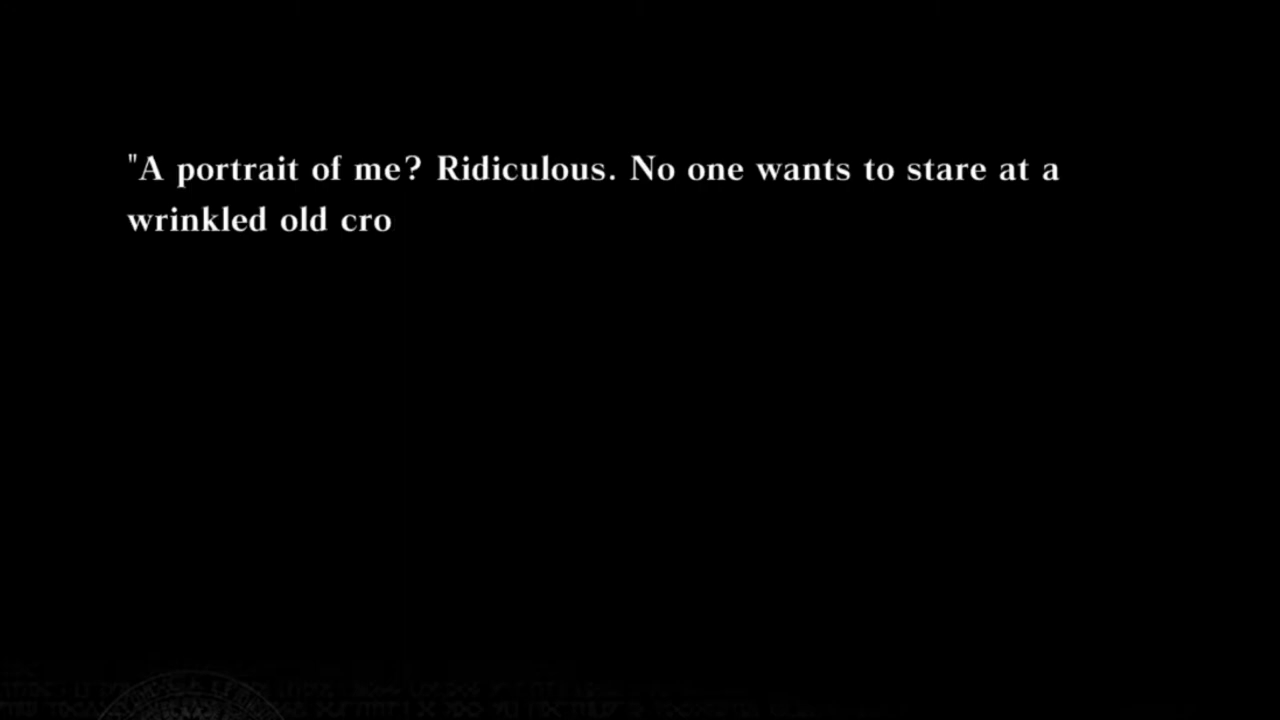 "A portrait of me? Ridiculous. No one wants to stare at a
wrinkled old cro